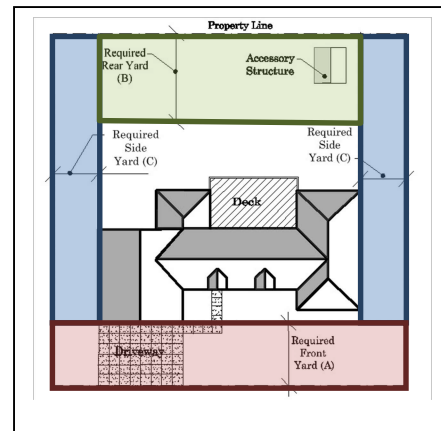 Property Line
Required
Rear Yard
(B)
Accessory
Structure
Required
Side
Yard (C)
Required
Side
Yard (C)
Deck
Driveway
Required
Front
Yard (A)